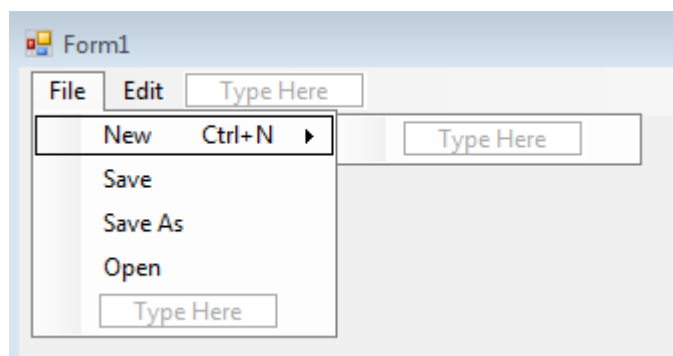 Form1
File Edit Type Here
New Ctrl+N Type Here
Save
Save As
Open
Type Here